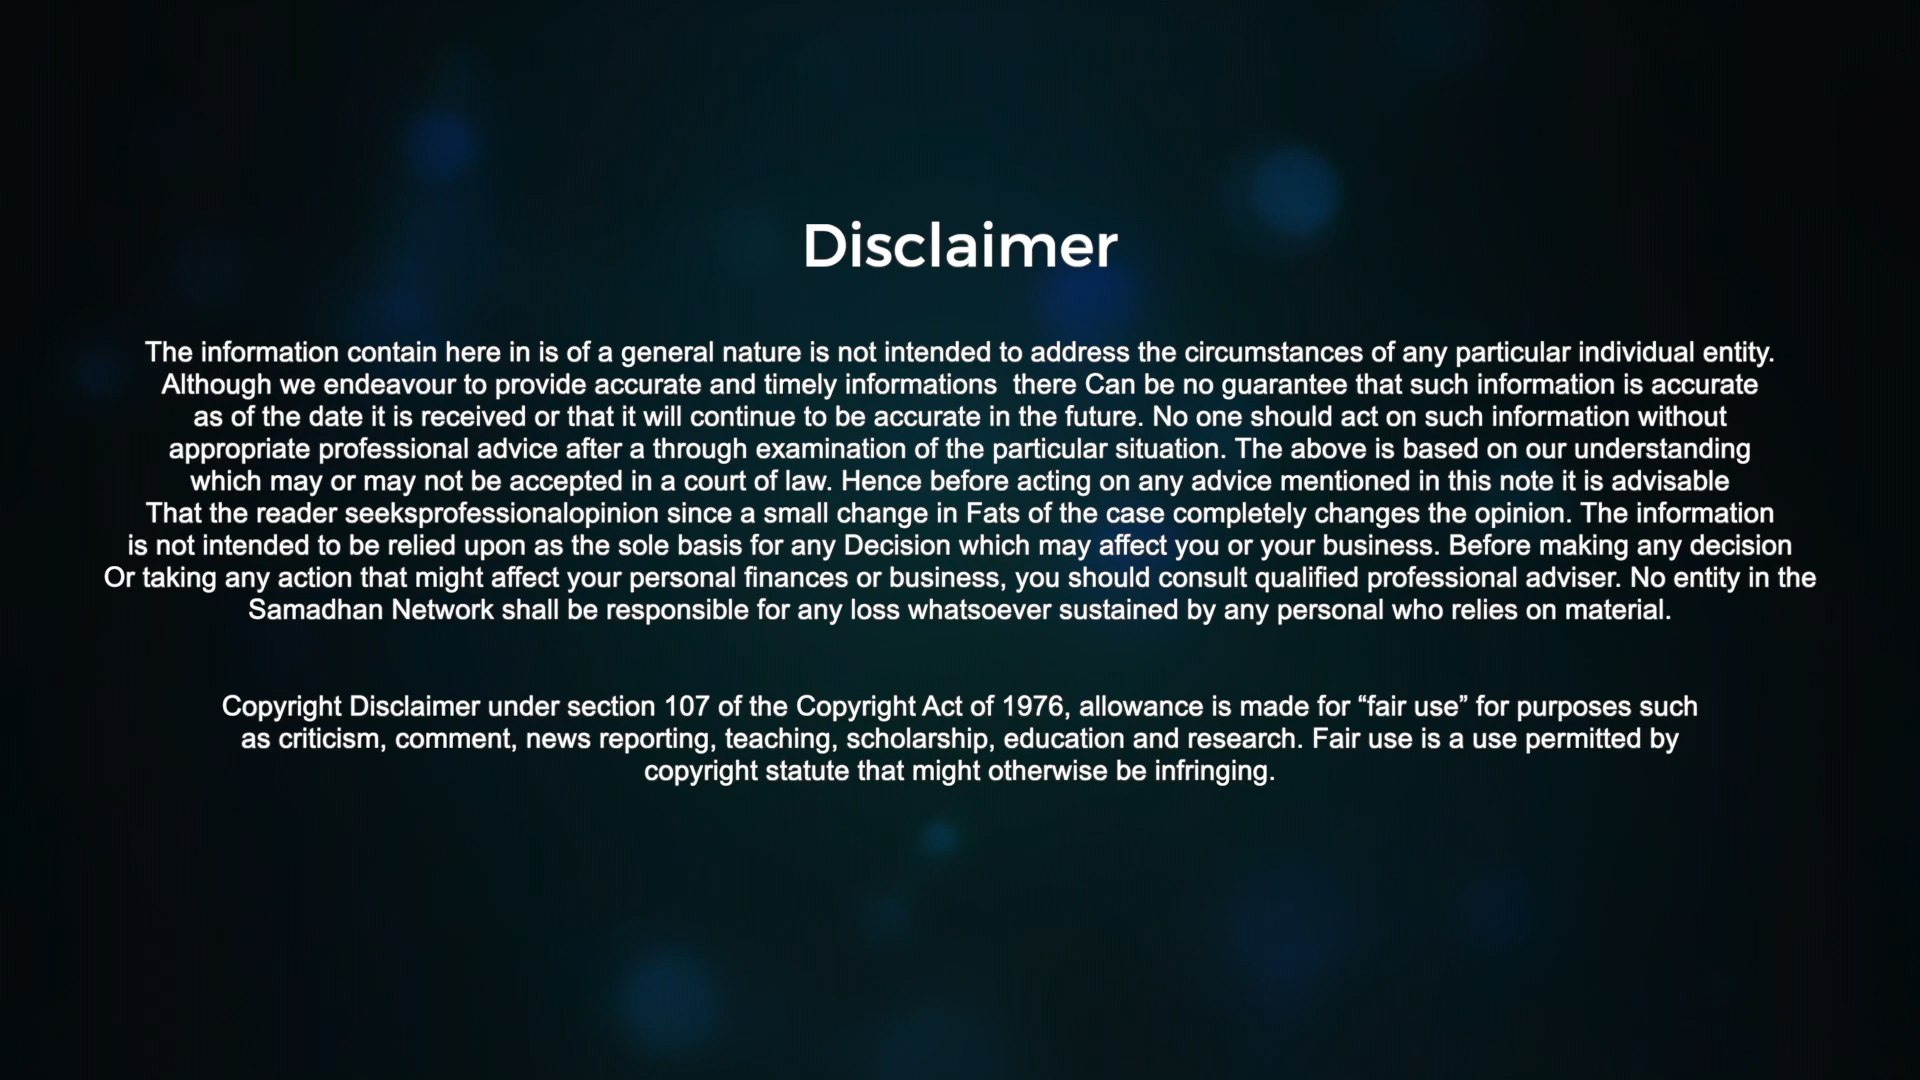 Disclaimer
The information contain here in is of a general nature is not intended to address the circumstances of any particular individual entity.
Although we endeavour to provide accurate and timely informations  there Can be no guarantee that such information is accurate
as of the date it is received or that it will continue to be accurate in the future. No one should act on such information without
appropriate professional advice after a through examination of the particular situation. The above is based on our understanding
which may or may not be accepted in a court of law. Hence before acting on any advice mentioned in this note it is advisable
That the reader seeksprofessionalopinion since a small change in Fats of the case completely changes the opinion. The information
is not intended to be relied upon as the sole basis for any Decision which may affect you or your business. Before making any decision
Or taking any action that might affect your personal finances or business, you should consult qualified professional adviser. No entity in the
Samadhan Network shall be responsible for any loss whatsoever sustained by any personal who relies on material.
Copyright Disclaimer under section 107 of the Copyright Act of 1976, allowance is made for “fair use” for purposes such
as criticism, comment, news reporting, teaching, scholarship, education and research. Fair use is a use permitted by
copyright statute that might otherwise be infringing.